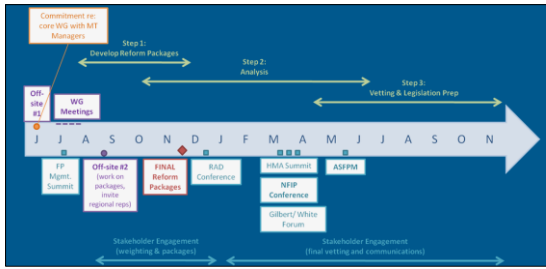 Commitment re:
core WG with MT
Managers
Step 1:
Develop Reform Packages
Step 2:
Analysis
Step 3:
Vetting & Legislation Prep
Off-
site
#1
WG
Meetings
J J A S O N D J F M A M J J A S O N
FP
Mgmt.
Summit
Off-site #2
(work on
packages,
invite
regional reps)
FINAL
Reform
Packages
RAD
Conference
HMA Summit
NFIP
Conference
Gilbert/ White
Forum
ASFPM
Stakeholder Engagement
(weighting & packages)
Stakeholder Engagement
(final vetting and communications)